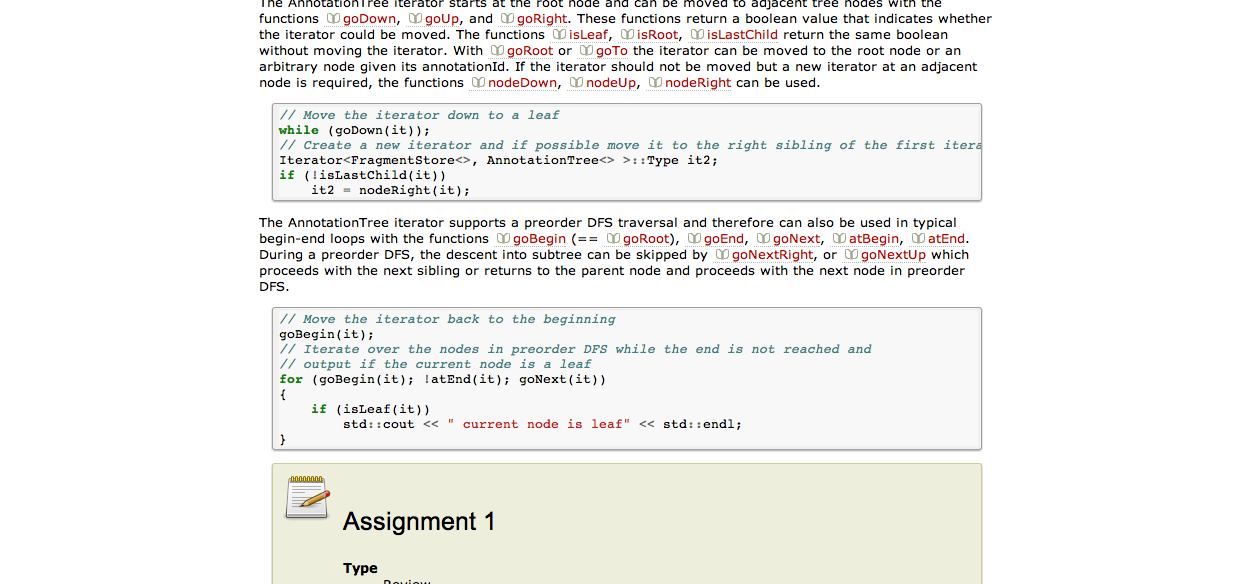 The AnnotationTree iterator starts at the root node and can be moved to adjacent tree nodes with the
functions goDown, goUp, and goRight. These functions return a boolean value that indicates whether
the iterator could be moved. The functions isLeaf, isRoot, isLastChild return the same boolean
without moving the iterator. With goRoot or goTo the iterator can be moved to the root node or an
arbitrary node given its annotationId. If the iterator should not be moved but a new iterator at an adjacent
node is required, the functions nodeDown, nodeUp, nodeRight can be used.
// Move the iterator down to a leaf
while (goDown(it));
// Create a new iterator and if possible move it to the right sibling of the first itera
Iterator<FragmentStore<>, AnnotationTree<> >::Type it2;
if (!isLastChild(it))
    it2 = nodeRight(it);
The AnnotationTree iterator supports a preorder DFS traversal and therefore can also be used in typical
begin-end loops with the functions goBegin (== goRoot), goEnd, goNext, atBegin, atEnd.
During a preorder DFS, the descent into subtree can be skipped by goNextRight, or goNextUp which
proceeds with the next sibling or returns to the parent node and proceeds with the next node in preorder
DFS.
// Move the iterator back to the beginning
goBegin(it);
// Iterate over the nodes in preorder DFS while the end is not reached and
// output if the current node is a leaf
for (goBegin(it); !atEnd(it); goNext(it))
{
    if (isLeaf(it))
        std::cout << " current node is leaf" << std::endl;
}
Assignment 1
Type
Review